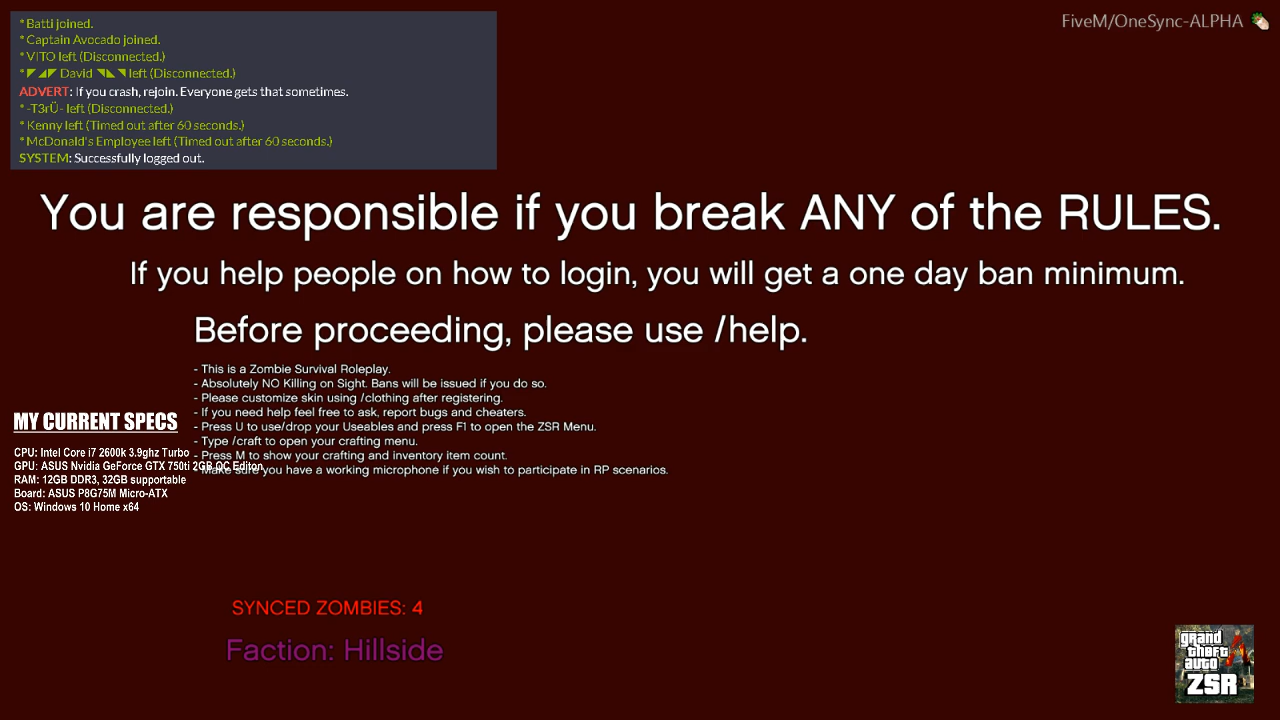 * Batti joined.
* Captain Avocado joined.
* VITO left (Disconnected.)
* ◤◢◤ David ◥◣◥ left (Disconnected.)
ADVERT: If you crash, rejoin. Everyone gets that sometimes.
* -T3rÜ- left (Disconnected.)
* Kenny left (Timed out after 60 seconds.)
* McDonald's Employee left (Timed out after 60 seconds.)
SYSTEM: Successfully logged out.
FiveM/OneSync-ALPHA
You are responsible if you break ANY of the RULES.
If you help people on how to login, you will get a one day ban minimum.
Before proceeding, please use /help.
- This is a Zombie Survival Roleplay.
- Absolutely NO Killing on Sight. Bans will be issued if you do so.
- Please customize skin using /clothing after registering.
- If you need help feel free to ask, report bugs and cheaters.
- Press U to use/drop your Useables and press F1 to open the ZSR Menu.
- Type /craft to open your crafting menu.
- Press M to show your crafting and inventory item count.
- Make sure you have a working microphone if you wish to participate in RP scenarios.
MY CURRENT SPECS
CPU: Intel Core i7 2600k 3.9ghz Turbo
GPU: ASUS Nvidia GeForce GTX 750ti 2GB OC Editon
RAM: 12GB DDR3, 32GB supportable
Board: ASUS P8G75M Micro-ATX
OS: Windows 10 Home x64
SYNCED ZOMBIES: 4
Faction: Hillside
grand
theft
auto
ZSR